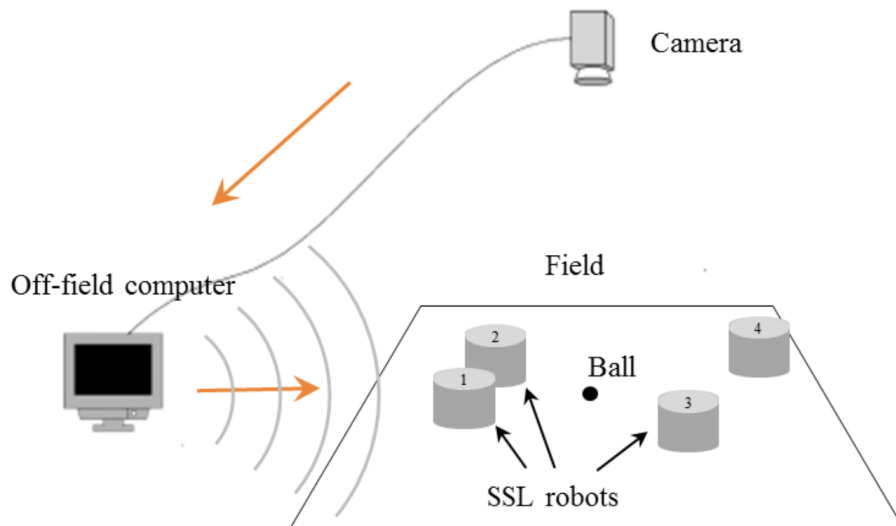 Camera
Field
Off-field computer
4
2
Ball
1
3
SSL robots